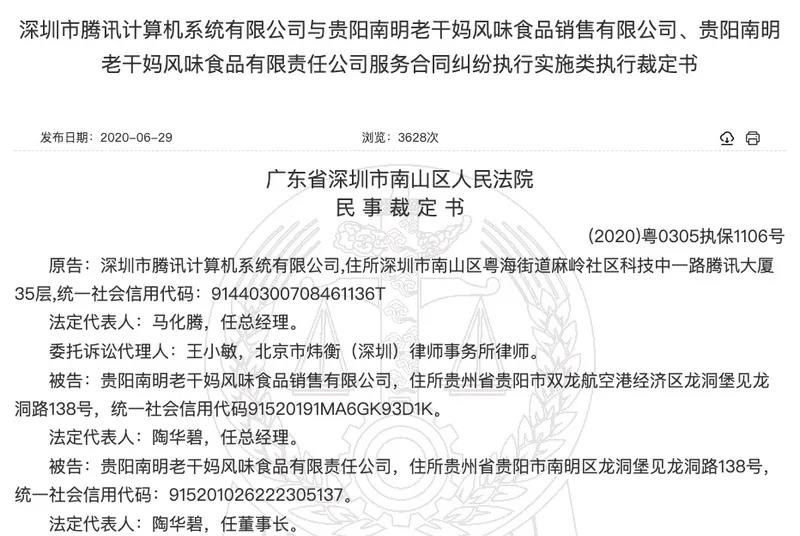 深圳市腾讯计算机系统有限公司与贵阳南明老干妈风味食品销售有限公司、贵阳南明
老干妈风味食品有限责任公司服务合同纠纷执行实施类执行裁定书
发布日期：2020-06-29 浏览：3628次
广东省深圳市南山区人民法院
民 事 裁 定 书
(2020)粤0305执保1106号
原告：深圳市腾讯计算机系统有限公司,住所深圳市南山区粤海街道麻岭社区科技中一路腾讯大厦
35层,统一社会信用代码：91440300708461136T
法定代表人：马化腾，任总经理。
委托诉讼代理人：王小敏，北京市炜衡（深圳）律师事务所律师。
被告：贵阳南明老干妈风味食品销售有限公司，住所贵州省贵阳市双龙航空港经济区龙洞堡见龙
洞路138号，统一社会信用代码91520191MA6GK93D1K。
法定代表人：陶华碧，任总经理。
被告：贵阳南明老干妈风味食品有限责任公司，住所贵州省贵阳市南明区龙洞堡见龙洞路138号，
统一社会信用代码：915201026222305137。
法定代表人：陶华碧，任董事长。